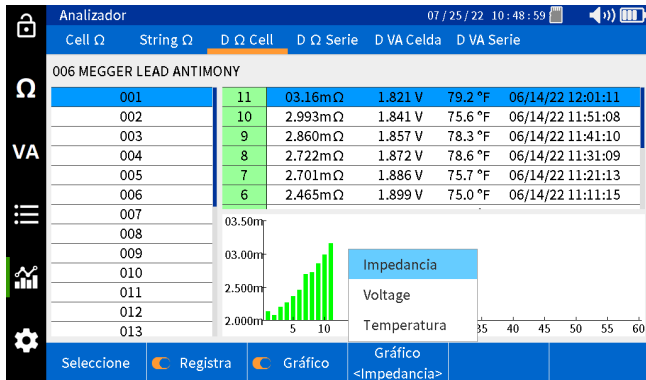 Analizador
07/25/22 10:48:59
Cell Ω String Ω D Ω Cell D Ω Serie D VA Celda D VA Serie
006 MEGGER LEAD ANTIMONY
Ω
VA
001
002
003
004
005
006
007
008
009
010
011
012
013
11 03.16mΩ 1.821 V 79.2 °F 06/14/22 12:01:11
10 2.993mΩ 1.841 V 75.6 °F 06/14/22 11:51:08
9 2.860mΩ 1.857 V 78.3 °F 06/14/22 11:41:10
8 2.722mΩ 1.872 V 78.6 °F 06/14/22 11:31:09
7 2.701mΩ 1.886 V 75.7 °F 06/14/22 11:21:13
6 2.465mΩ 1.899 V 75.0 °F 06/14/22 11:11:15
03.50m
03.00m
2.500m
2.000m
5 10 35 40 45 50 55 60
Impedancia
Voltage
Temperatura
Seleccione Registra Gráfico Gráfico
<Impedancia>